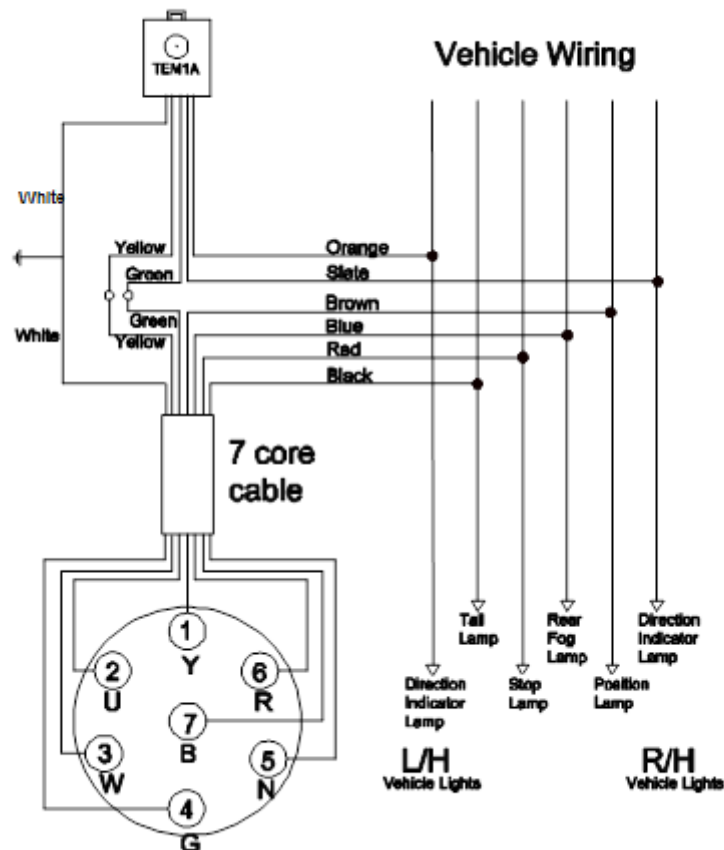 TEM1A
Vehicle Wiring
White
Yellow
Orange
Green
Slate
Brown
Green
Blue
White
Yellow
Red
Black
7 core
cable
1
Y
2
U
6
R
7
B
3
W
5
N
4
G
Tail
Lamp
Rear
Fog
Lamp
Direction
Indicator
Lamp
Direction
Indicator
Lamp
Stop
Lamp
Position
Lamp
L/H
Vehicle Lights
R/H
Vehicle Lights